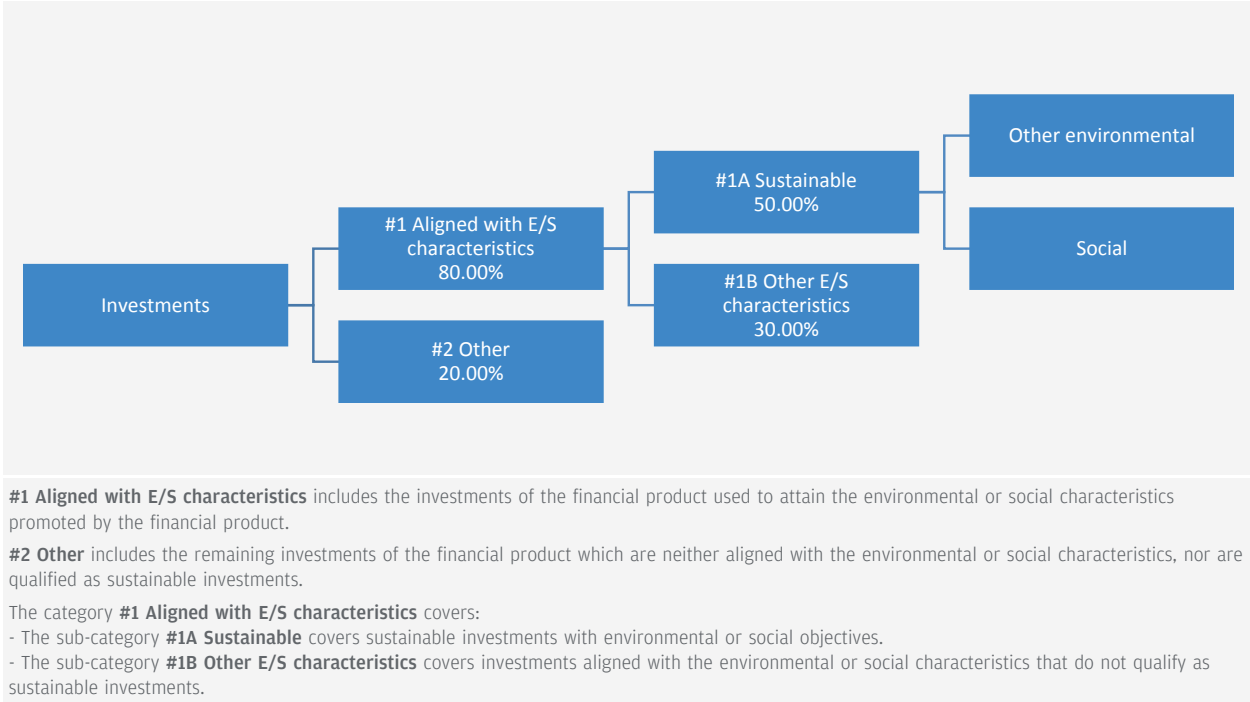 Investments
#1 Aligned with E/S
characteristics
80.00%
#2 Other
20.00%
#1A Sustainable
50.00%
#1B Other E/S
characteristics
30.00%
Other environmental
Social
#1 Aligned with E/S characteristics includes the investments of the financial product used to attain the environmental or social characteristics
promoted by the financial product.
#2 Other includes the remaining investments of the financial product which are neither aligned with the environmental or social characteristics, nor are
qualified as sustainable investments.
The category #1 Aligned with E/S characteristics covers:
- The sub-category #1A Sustainable covers sustainable investments with environmental or social objectives.
- The sub-category #1B Other E/S characteristics covers investments aligned with the environmental or social characteristics that do not qualify as
sustainable investments.